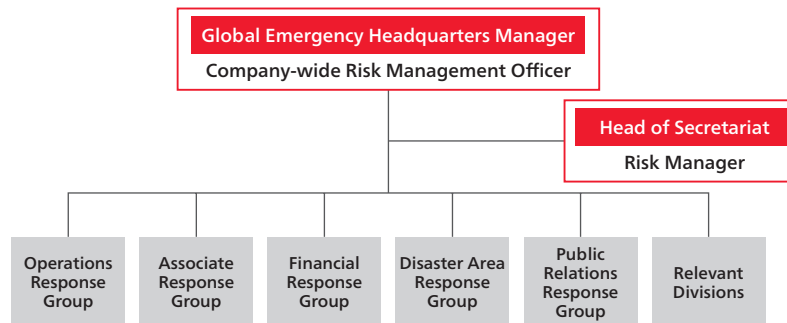 Global Emergency Headquarters Manager
Company-wide Risk Management Officer
Head of Secretariat
Risk Manager
Operations
Response
Group
Associate
Response
Group
Financial
Response
Group
Disaster Area
Response
Group
Public
Relations
Response
Group
Relevant
Divisions